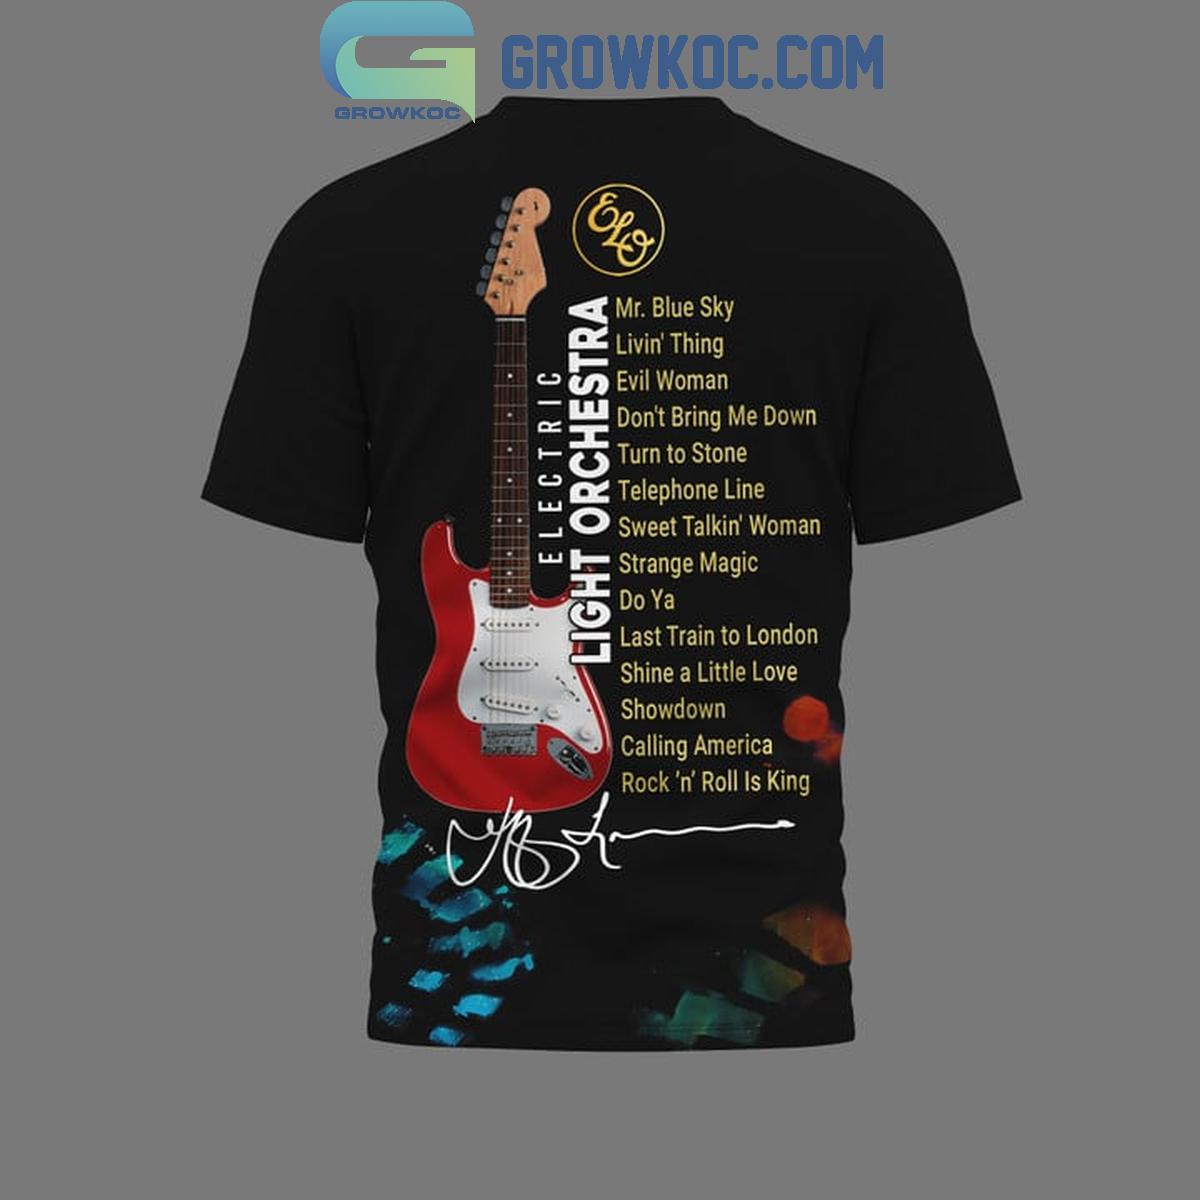 GROWKOC
GROWKOC.COM
ELO
ELECTRIC
LIGHT ORCHESTRA
Mr. Blue Sky
Livin' Thing
Evil Woman
Don't Bring Me Down
Turn to Stone
Telephone Line
Sweet Talkin' Woman
Strange Magic
Do Ya
Last Train to London
Shine a Little Love
Showdown
Calling America
Rock ’n’ Roll Is King